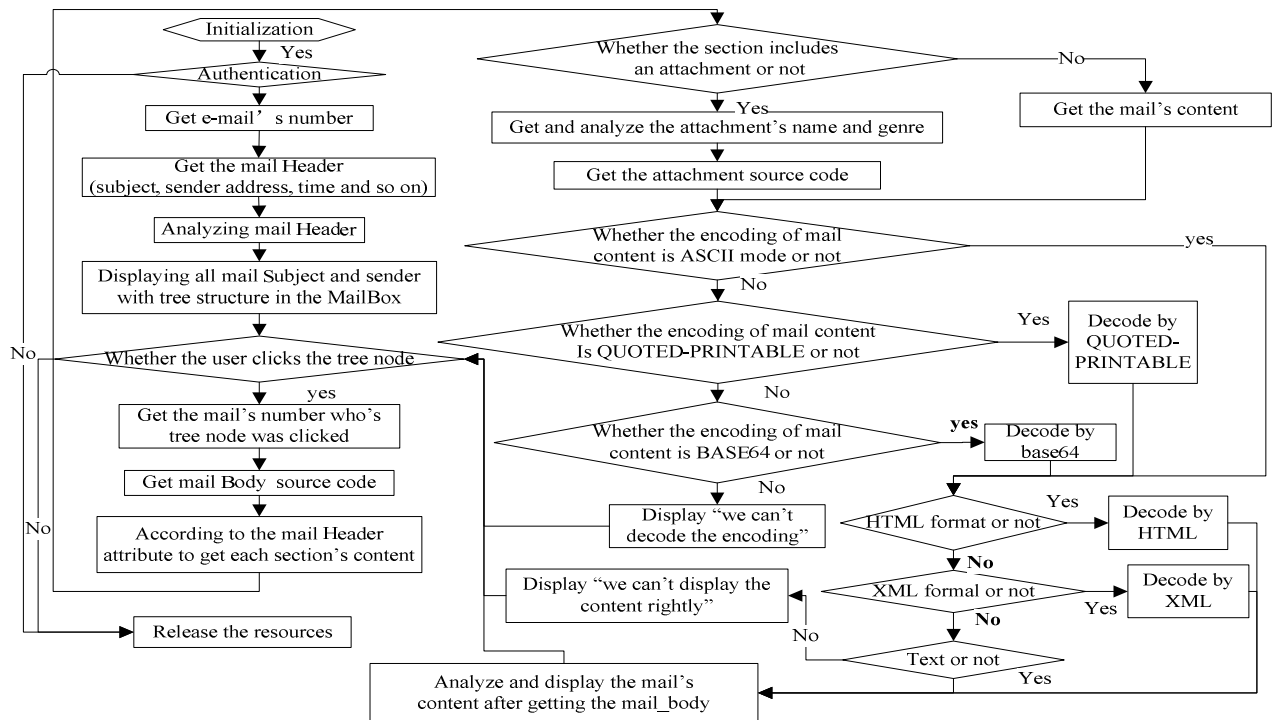 Initialization
Yes
Authentication
Get e-mail's number
Get the mail Header
(subject, sender address, time and so on)
Analyzing mail Header
Displaying all mail Subject and sender
with tree structure in the MailBox
No
Whether the user clicks the tree node
yes
Get the mail's number who's
tree node was clicked
Get mail Body source code
No
According to the mail Header
attribute to get each section's content
Release the resources
Whether the section includes
an attachment or not
No
Yes
Get the mail's content
Get and analyze the attachment's name and genre
Get the attachment source code
Whether the encoding of mail
content is ASCII mode or not
yes
No
Whether the encoding of mail content
Is QUOTED-PRINTABLE or not
Yes
Decode by
QUOTED-
PRINTABLE
No
Whether the encoding of mail
content is BASE64 or not
yes
Decode by
base64
No
Display "we can't
decode the encoding"
HTML format or not
Yes
Decode by
HTML
No
Display "we can't display the
content rightly"
XML formal or not
Yes
Decode by
XML
No
No
Text or not
Yes
Analyze and display the mail's
content after getting the mail_body